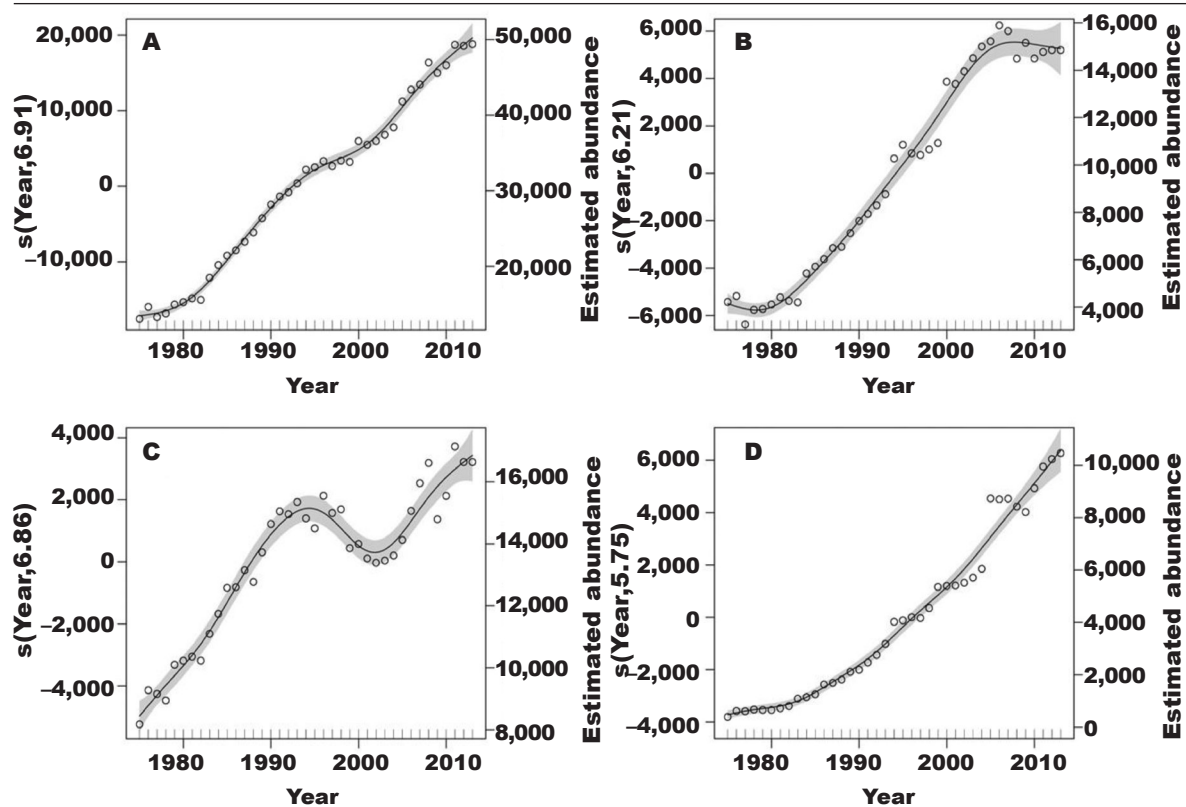 A
s(Year,6.91)
20,000
10,000
0
–10,000
50,000
40,000
30,000
20,000
Estimated abundance
1980 1990 2000 2010
Year
B
s(Year,6.21)
6,000
4,000
2,000
0
–2,000
–4,000
–6,000
16,000
14,000
12,000
10,000
8,000
6,000
4,000
Estimated abundance
1980 1990 2000 2010
Year
C
s(Year,6.86)
4,000
2,000
0
–2,000
–4,000
16,000
14,000
12,000
10,000
8,000
Estimated abundance
1980 1990 2000 2010
Year
D
s(Year,5.75)
6,000
4,000
2,000
0
–2,000
–4,000
10,000
8,000
6,000
4,000
2,000
0
Estimated abundance
1980 1990 2000 2010
Year